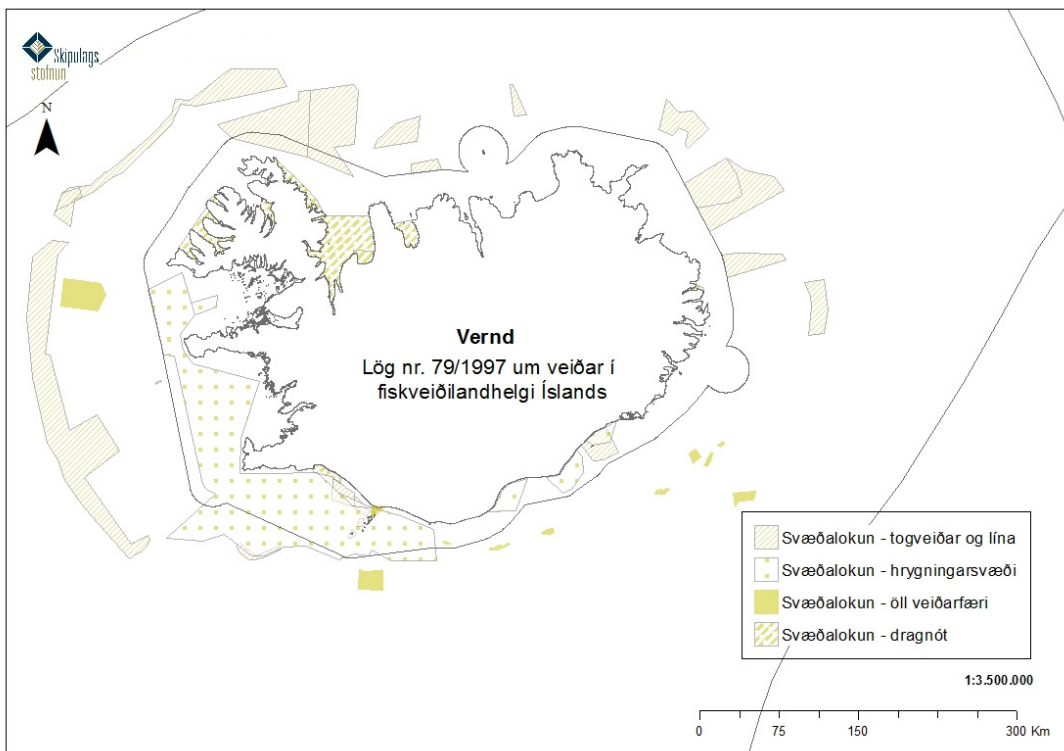 Skipulags
stofnun
N
Vernd
Lög nr. 79/1997 um veiðar í
fiskveiðilandhelgi Íslands
Svæðalokun - togveiðar og lína
Svæðalokun - hrygningarsvæði
Svæðalokun - öll veiðarfæri
Svæðalokun - dragnót
1:3.500.000
0 75 150 300 Km